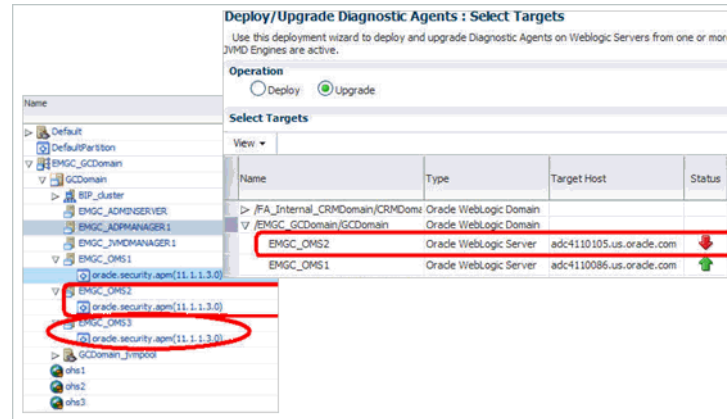 Deploy/Upgrade Diagnostic Agents : Select Targets
Use this deployment wizard to deploy and upgrade Diagnostic Agents on Weblogic Servers from one or mor
JVMD Engines are active.
Operation
Deploy Upgrade
Select Targets
View
Name Type Target Host Status
/FA_Internal_CRMDomain/CRMDoma Oracle WebLogic Domain
/EMGC_GCDomain/GCDomain Oracle WebLogic Domain
EMGC_OMS2 Oracle WebLogic Server adc4110105.us.oracle.com
EMGC_OMS1 Oracle WebLogic Server adc4110086.us.oracle.com
Name
Default
DefaultPartition
EMGC_GCDomain
GCDomain
BIP_cluster
EMGC_ADMINSERVER
EMGC_ADPMANAGER1
EMGC_JVMDMANAGER1
EMGC_OMS1
oracle.security.apm(11.1.1.3.0)
EMGC_OMS2
oracle.security.apm(11.1.1.3.0)
EMGC_OMS3
oracle.security.apm(11.1.1.3.0)
GCDomain_jvmpool
ohs1
ohs2
ohs3